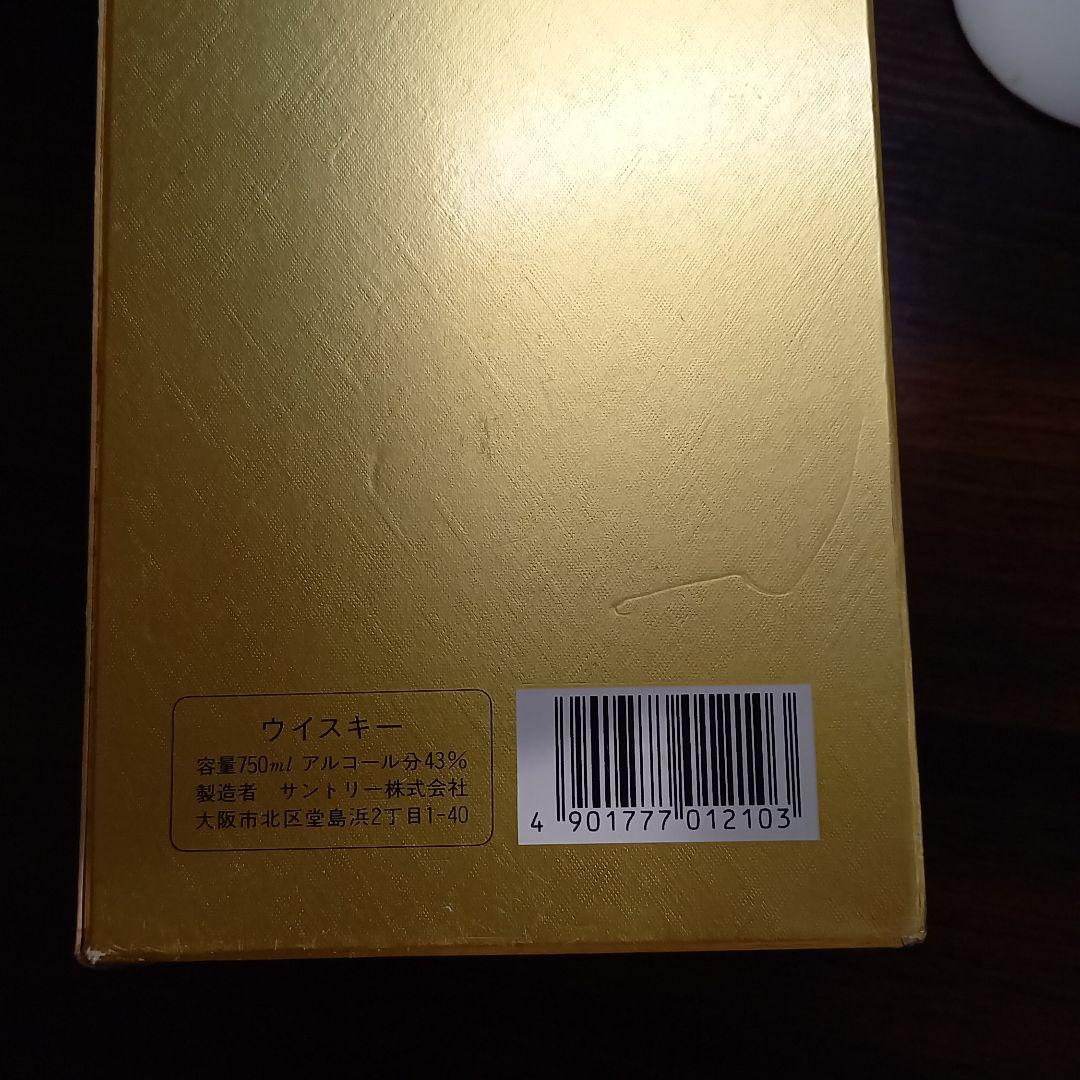 ウイスキー
容量750ml アルコール分43%
製造者 サントリー株式会社
大阪市北区堂島浜2丁目1-40
4 901777 012103